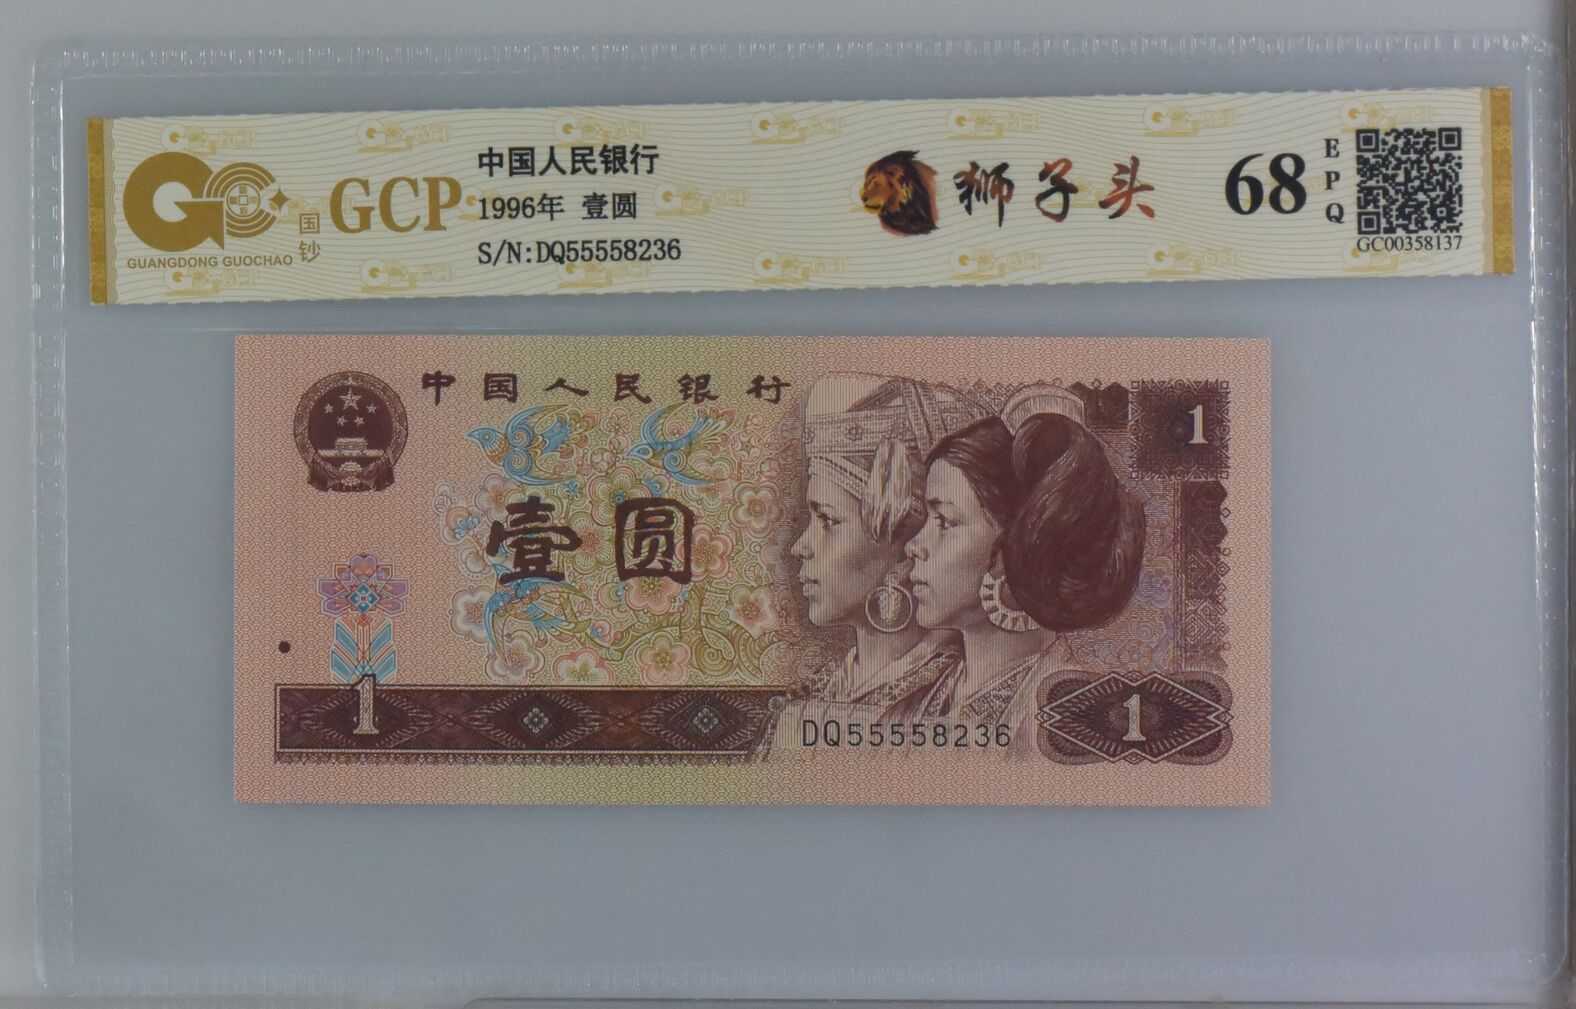 GUANGDONG GUOCHAO
国钞
GCP
中国人民银行
1996年 壹圆
S/N:DQ55558236
狮子头
68
EPQ
GC00358137
中国人民银行
1
壹圆
1
DQ55558236
1